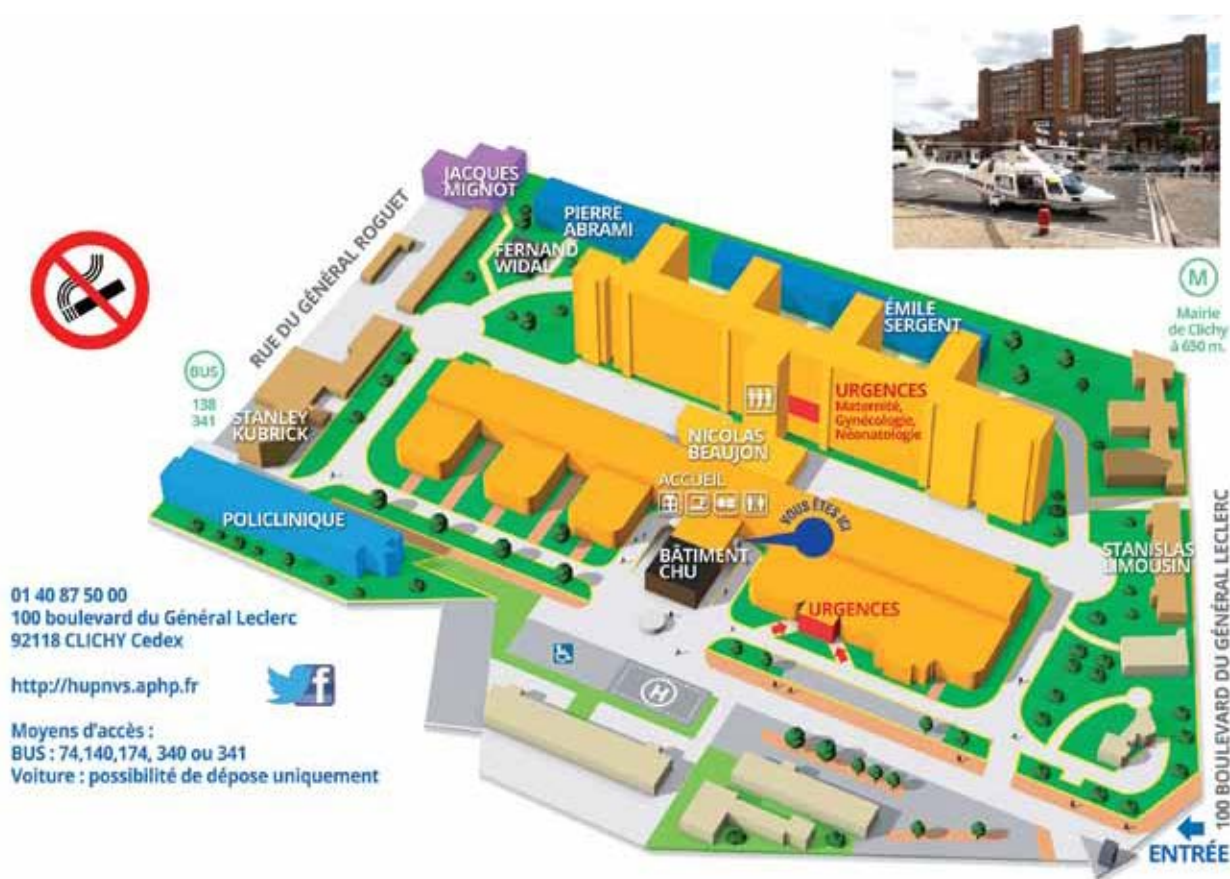 JACQUES
MIGNOT
PIERRE
ABRAMI
FERNAND
WIDAL
RUE DU GÉNÉRAL ROGUET
ÉMILE
SERGENT
M
Mairie
de Clichy
à 650 m.
BUS
138
341
STANLEY
KUBRICK
URGENCES
Maternité,
Gynécologie,
Néonatologie
NICOLAS
BEAUJON
ACCUEIL
VOUS ÊTES ICI
POLICLINIQUE
BÂTIMENT
CHU
STANISLAS
LIMOUSIN
URGENCES
H
01 40 87 50 00
100 boulevard du Général Leclerc
92118 CLICHY Cedex
http://hupnvs.aphp.fr
f
Moyens d'accès :
BUS : 74,140,174, 340 ou 341
Voiture : possibilité de dépose uniquement
100 BOULEVARD DU GÉNÉRAL LECLERC
ENTRÉE